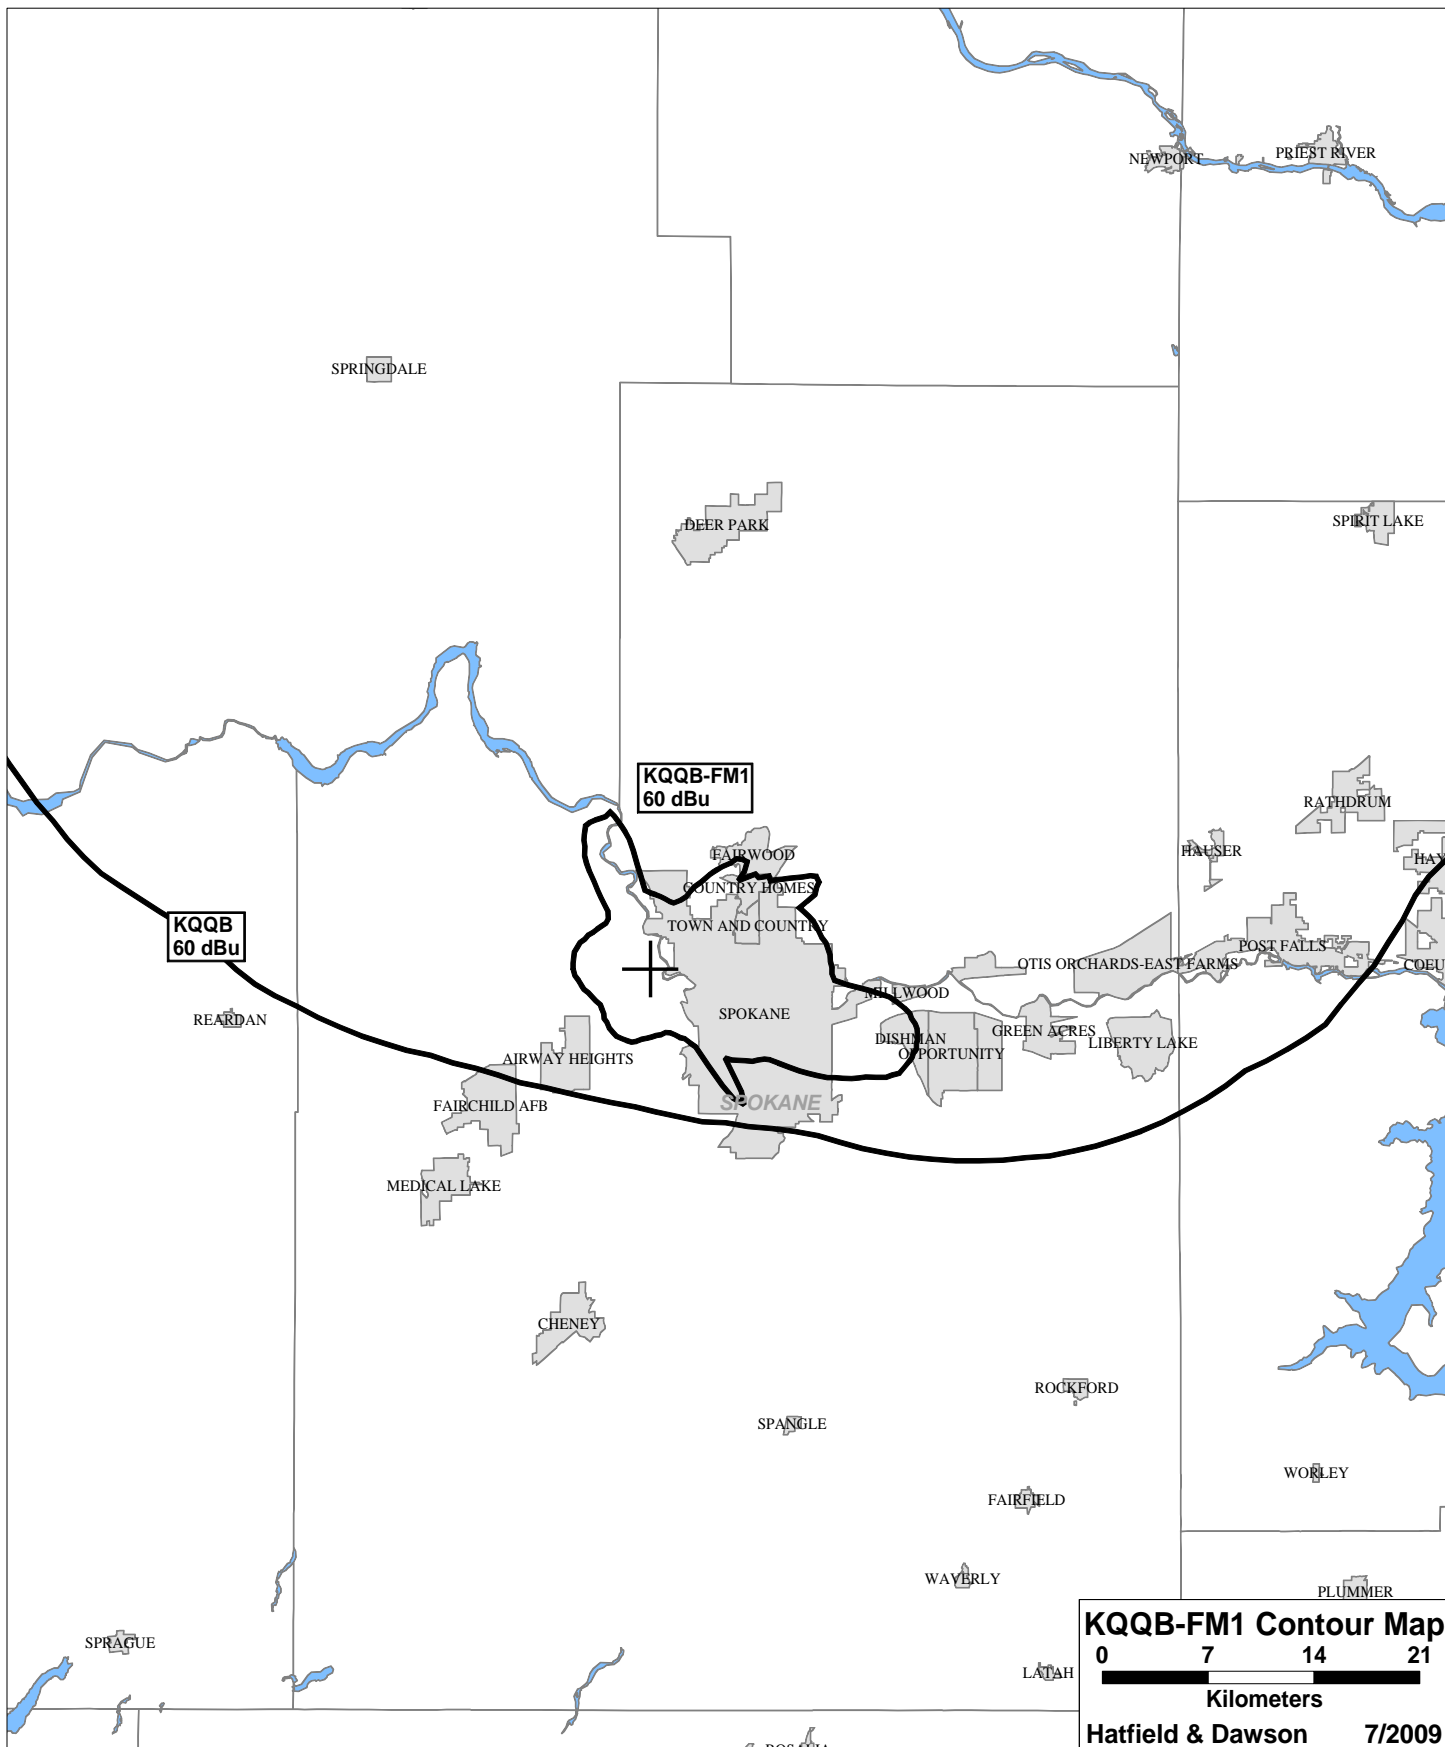 NEWPORT
PRIEST RIVER
SPRINGDALE
DEER PARK
SPIRIT LAKE
KQQB-FM1
60 dBu
RATHDRUM
FAIRWOOD
HAUSER
HAY
COUNTRY HOMES
KQQB
60 dBu
TOWN AND COUNTRY
POST FALLS
OTIS ORCHARDS-EAST FARMS
COEU
MILLWOOD
SPOKANE
REARDAN
GREEN ACRES
DISHMAN
LIBERTY LAKE
OPPORTUNITY
AIRWAY HEIGHTS
SPOKANE
FAIRCHILD AFB
MEDICAL LAKE
CHENEY
ROCKFORD
SPANGLE
WORLEY
FAIRFIELD
WAVERLY
PLUMMER
SPRAGUE
LATAH
KQQB-FM1 Contour Map
0 7 14 21
Kilometers
Hatfield & Dawson 7/2009